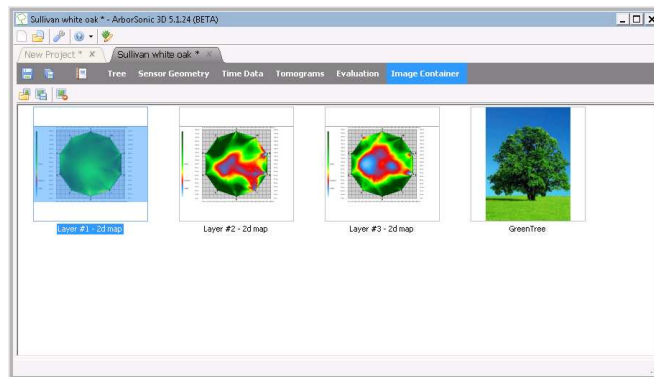 Sullivan white oak * - ArborSonic 3D 5.1.24 (BETA)
New Project * Sullivan white oak *
Tree Sensor Geometry Time Data Tomograms Evaluation Image Container
Layer #1 - 2d map Layer #2 - 2d map Layer #3 - 2d map GreenTree